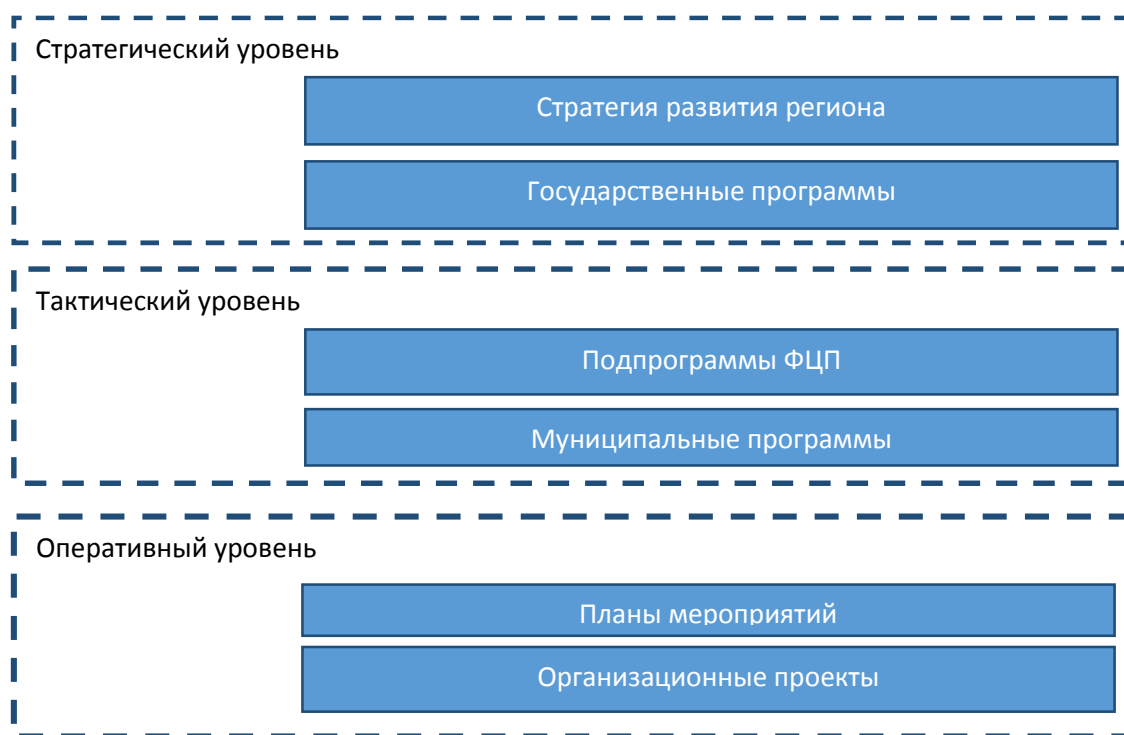 Стратегический уровень
Стратегия развития региона
Государственные программы
Тактический уровень
Подпрограммы ФЦП
Муниципальные программы
Оперативный уровень
Планы мероприятий
Организационные проекты